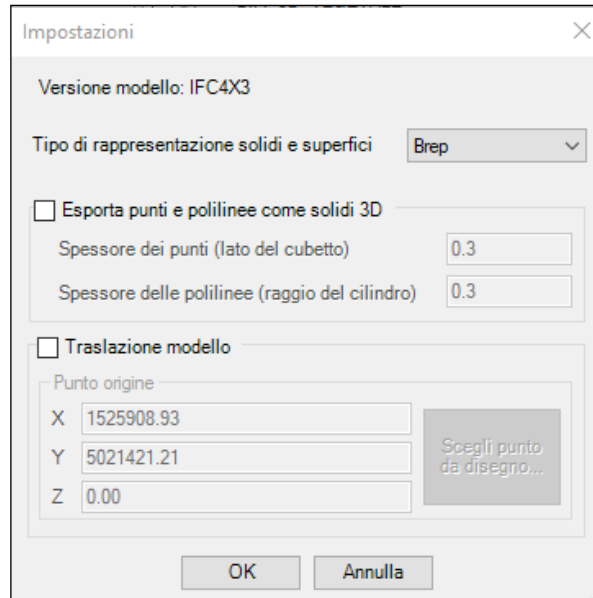 Impostazioni
Versione modello: IFC4X3
Tipo di rappresentazione solidi e superfici Brep
Esporta punti e polilinee come solidi 3D
Spessore dei punti (lato del cubetto) 0.3
Spessore delle polilinee (raggio del cilindro) 0.3
Traslazione modello
Punto origine
X 1525908.93
Y 5021421.21
Z 0.00
Scegli punto
da disegno...
OK Annulla